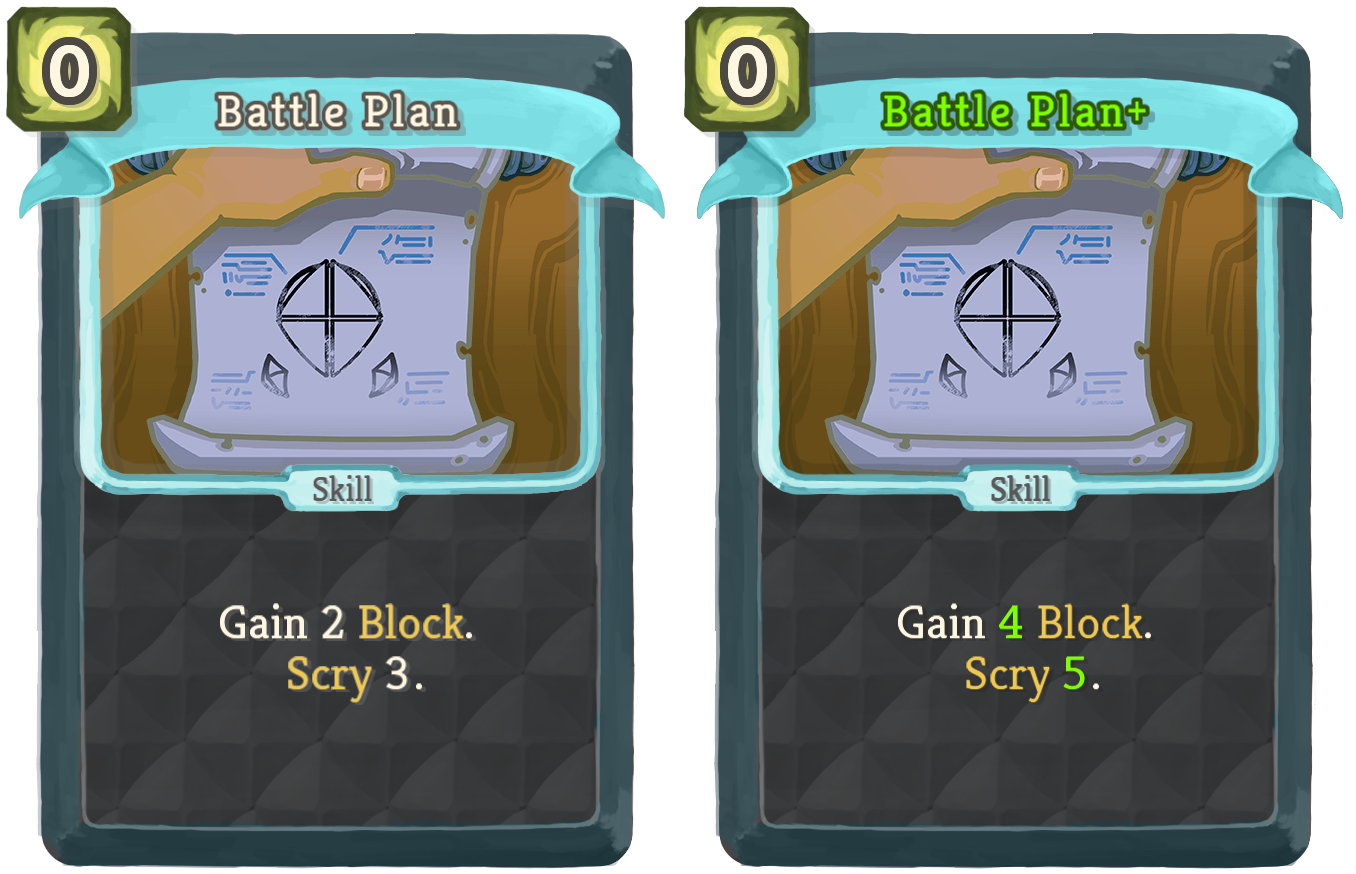 0
Battle Plan
Skill
Gain 2 Block.
Scry 3.
0
Battle Plan+
Skill
Gain 4 Block.
Scry 5.